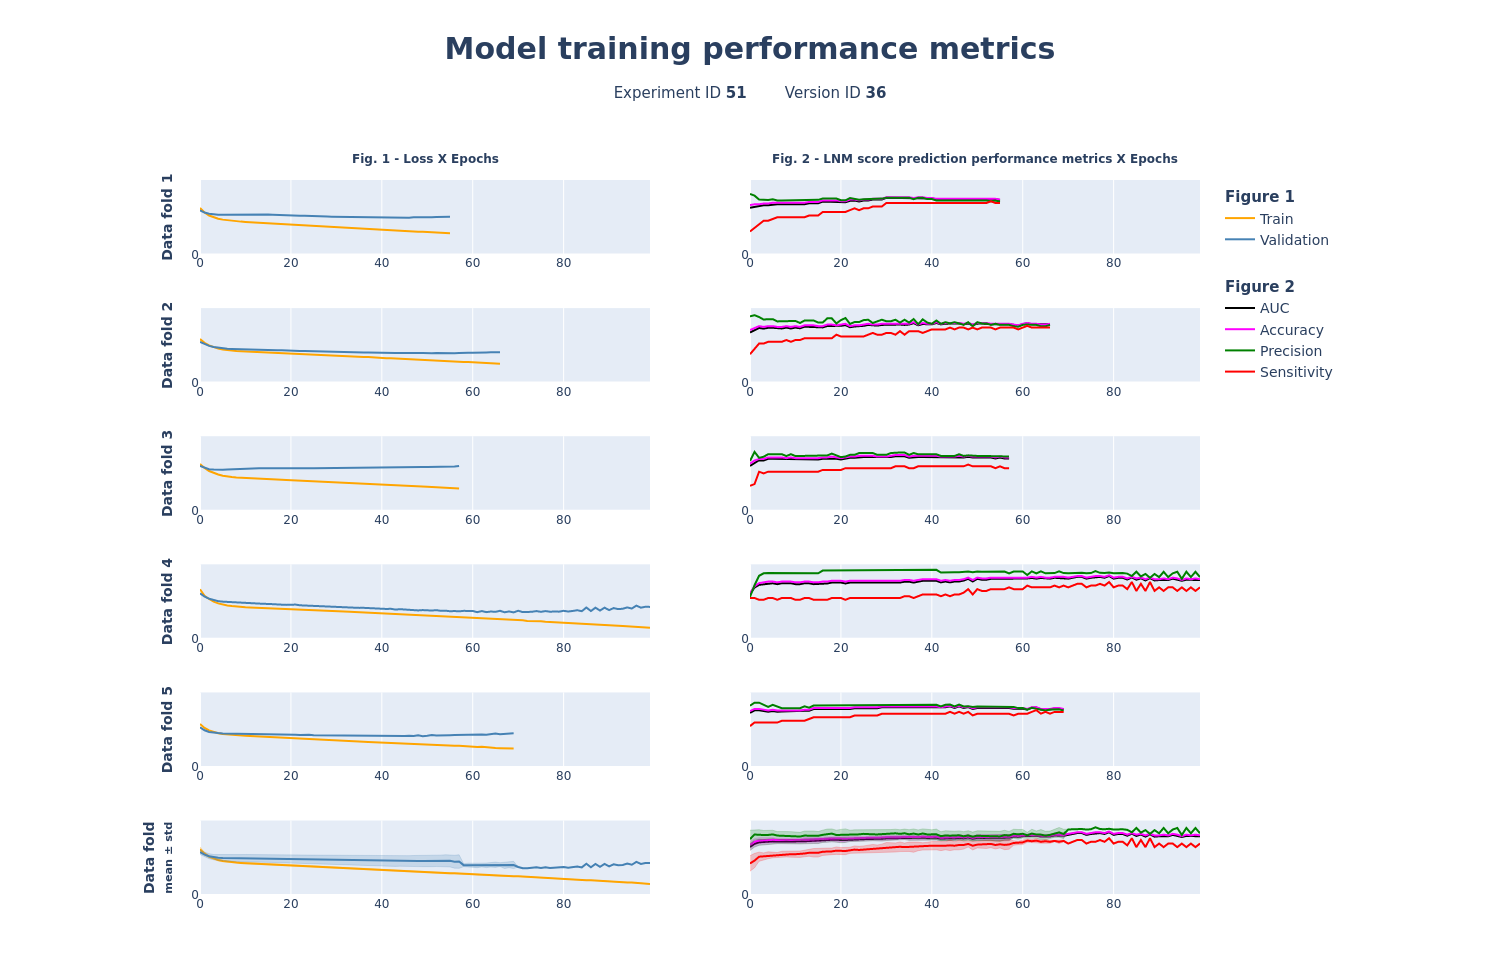 Model training performance metrics
Experiment ID 51 Version ID 36
Fig. 1 - Loss X Epochs
Fig. 2 - LNM score prediction performance metrics X Epochs
Data fold 1
0
0 20 40 60 80
0
0 20 40 60 80
Data fold 2
0
0 20 40 60 80
0
0 20 40 60 80
Data fold 3
0
0 20 40 60 80
0
0 20 40 60 80
Data fold 4
0
0 20 40 60 80
0
0 20 40 60 80
Data fold 5
0
0 20 40 60 80
0
0 20 40 60 80
Data fold
mean ± std
0
0 20 40 60 80
0
0 20 40 60 80
Figure 1
Train
Validation
Figure 2
AUC
Accuracy
Precision
Sensitivity